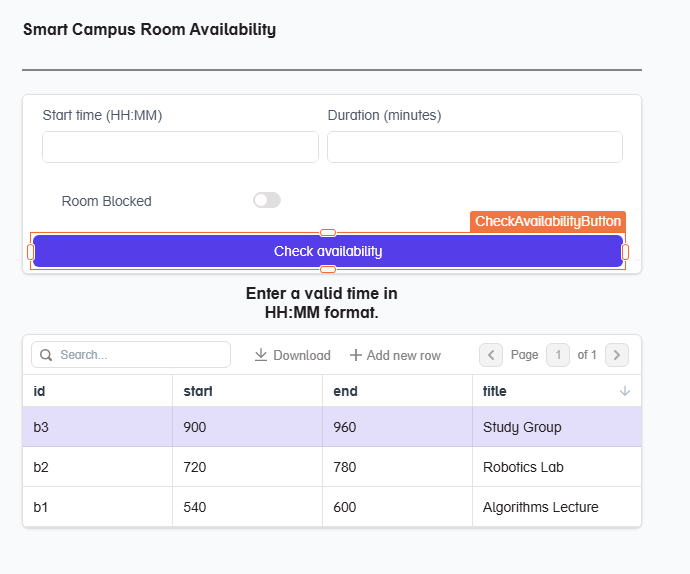 Smart Campus Room Availability
Start time (HH:MM) Duration (minutes)
Room Blocked
CheckAvailabilityButton
Check availability
Enter a valid time in
HH:MM format.
Search... Download Add new row Page 1 of 1
id start end title
b3 900 960 Study Group
b2 720 780 Robotics Lab
b1 540 600 Algorithms Lecture